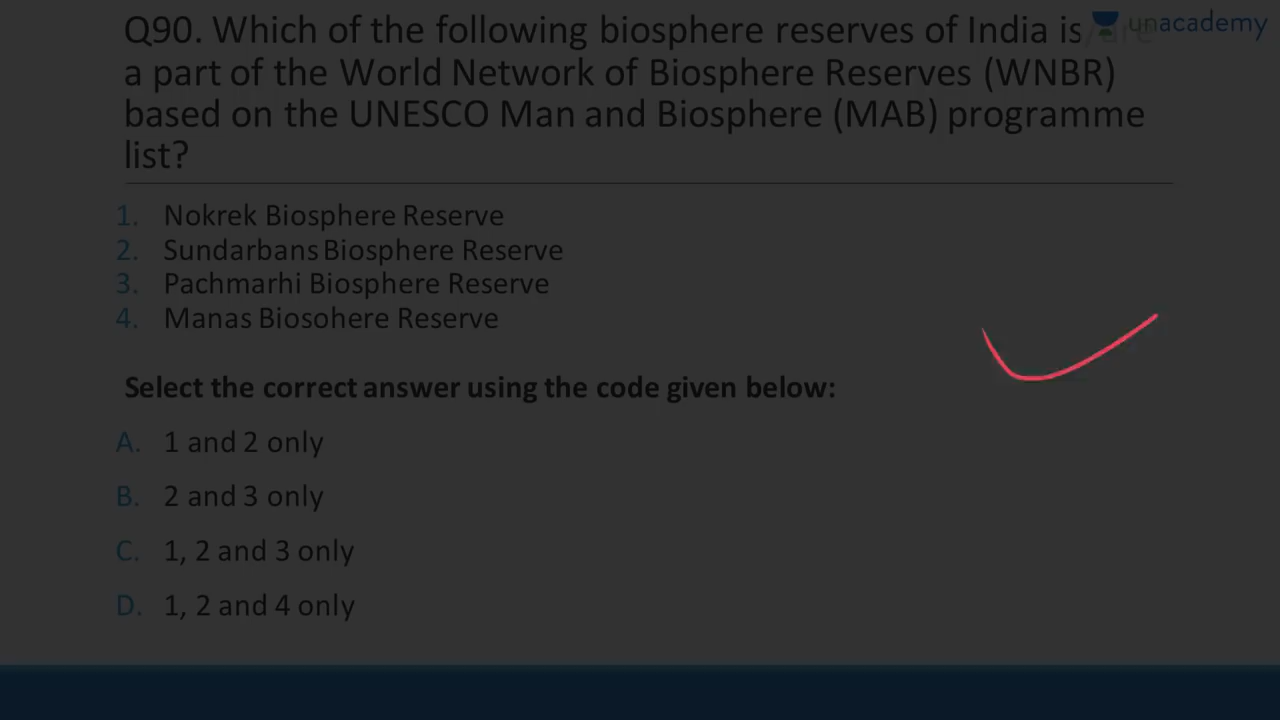 Q90. Which of the following biosphere reserves of India is/are
unacademy
a part of the World Network of Biosphere Reserves (WNBR)
based on the UNESCO Man and Biosphere (MAB) programme
list?
1. Nokrek Biosphere Reserve
2. Sundarbans Biosphere Reserve
3. Pachmarhi Biosphere Reserve
4. Manas Biosohere Reserve
Select the correct answer using the code given below:
A. 1 and 2 only
B. 2 and 3 only
C. 1, 2 and 3 only
D. 1, 2 and 4 only